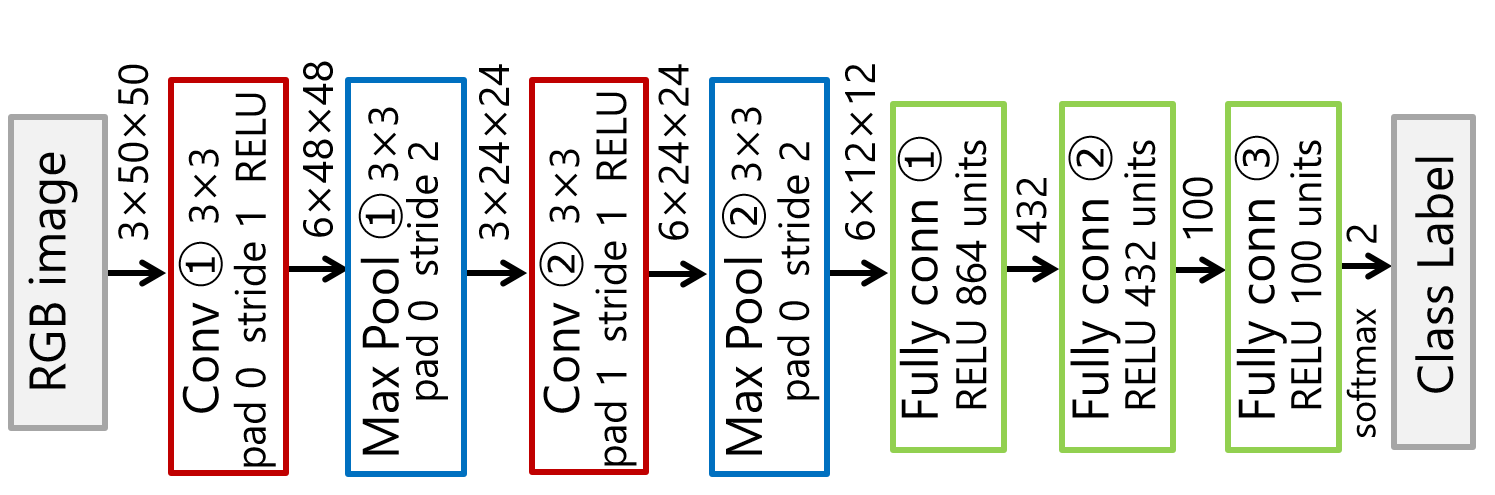 RGB image
3×50×50
Conv ① 3×3
pad 0 stride 1 RELU
6×48×48
Max Pool ① 3×3
pad 0 stride 2
3×24×24
Conv ② 3×3
pad 1 stride 1 RELU
6×24×24
Max Pool ② 3×3
pad 0 stride 2
6×12×12
Fully conn ①
RELU 864 units
432
Fully conn ②
RELU 432 units
100
Fully conn ③
RELU 100 units
softmax 2
Class Label